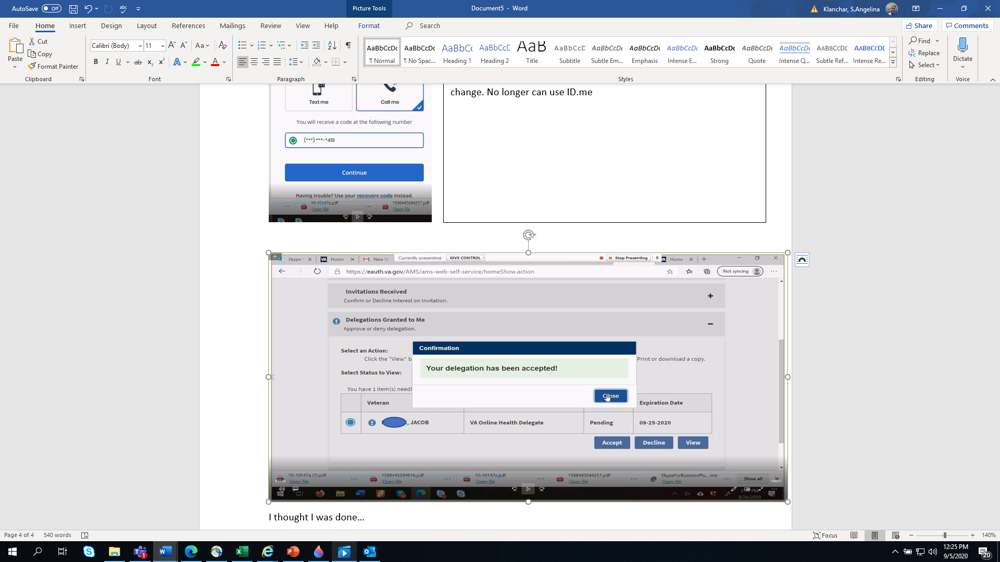 AutoSave Off
Picture Tools
Document5 - Word
Klanchar, S.Angelina
File Home Insert Design Layout References Mailings Review View Help Format Search
Share Comments
Paste
Cut
Copy
Format Painter
Clipboard
Calibri (Body) 11
Font
Paragraph
AaBbCcDc AaBbCcDc AaBbCc AaBbCcD AaB AaBbCcD AaBbCcDc AaBbCcDc AaBbCcDc AaBbCcDc AaBbCcDc AaBbCcDc AABBCCDD AABBCCDD
¶ Normal ¶ No Spac... Heading 1 Heading 2 Title Subtitle Subtle Em... Emphasis Intense E... Strong Quote Intense Q... Subtle Ref... Intense Re...
Styles
Find
Replace
Select
Editing
Dictate
Voice
Text me Call me
You will receive a code at the following number
(***) ***-*419
Continue
Having trouble? Use your recovery code instead.
10-10147a.pdf 1598445044257.pdf
Open file Open file
change. No longer can use ID.me
Skype Home New VA Currently presenting GIVE CONTROL Stop Presenting Home
https://eauth.va.gov/AMS/ams-web-self-service/homeShow.action Not syncing
Invitations Received
Confirm or Decline Interest on Invitation.
Delegations Granted to Me
Approve or deny delegation.
Select an Action:
Click the "View" b Print or download a copy.
Select Status to View:
You have 1 item(s) needi
Confirmation
Your delegation has been accepted!
Close
Veteran Expiration Date
, JACOB VA Online Health Delegate Pending 09-25-2020
Accept Decline View
10-10147a (1).pdf 1598445594916.pdf 10-10147a.pdf 1598445044257.pdf SkypeForBusinessPlu....msi Show all
Open file Open file Open file Open file Open file
10 30
8/26/2020
I thought I was done...
Page 4 of 4 540 words Focus 140%
12:25 PM
9/5/2020
20